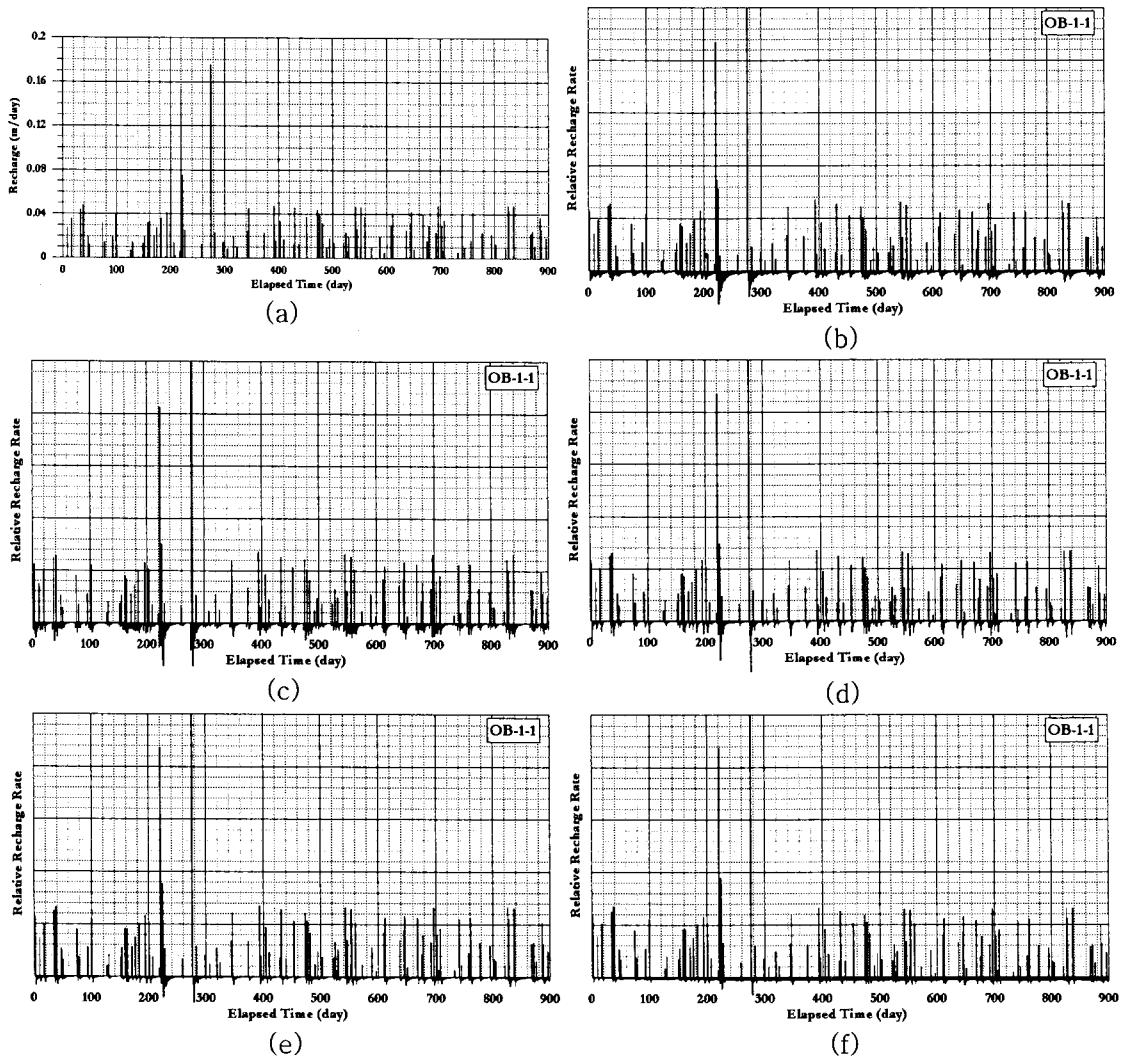 0.2
0.16
0.12
0.08
0.04
0
Recharge (m/day)
0 100 200 300 400 500 600 700 800 900
Elapsed Time (day)
(a)
OB-1-1
Relative Recharge Rate
0 100 200 300 400 500 600 700 800 900
Elapsed Time (day)
(b)
OB-1-1
Relative Recharge Rate
0 100 200 300 400 500 600 700 800 900
Elapsed Time (day)
(c)
OB-1-1
Relative Recharge Rate
0 100 200 300 400 500 600 700 800 900
Elapsed Time (day)
(d)
OB-1-1
Relative Recharge Rate
0 100 200 300 400 500 600 700 800 900
Elapsed Time (day)
(e)
OB-1-1
Relative Recharge Rate
0 100 200 300 400 500 600 700 800 900
Elapsed Time (day)
(f)